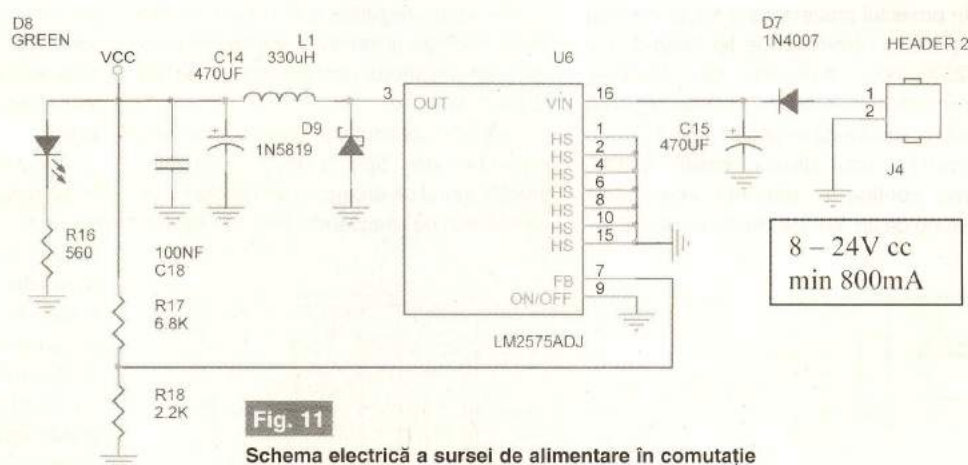 D8
GREEN
VCC
C14
470UF
L1
330uH
D9
1N5819
U6
3
OUT
VIN
16
HS
1
HS
2
HS
4
HS
6
HS
8
HS
10
HS
15
FB
7
ON/OFF
9
LM2575ADJ
C15
470UF
D7
1N4007
HEADER 2
1
2
J4
8 – 24V cc
min 800mA
R16
560
100NF
C18
R17
6.8K
R18
2.2K
Fig. 11
Schema electrică a sursei de alimentare în comutație